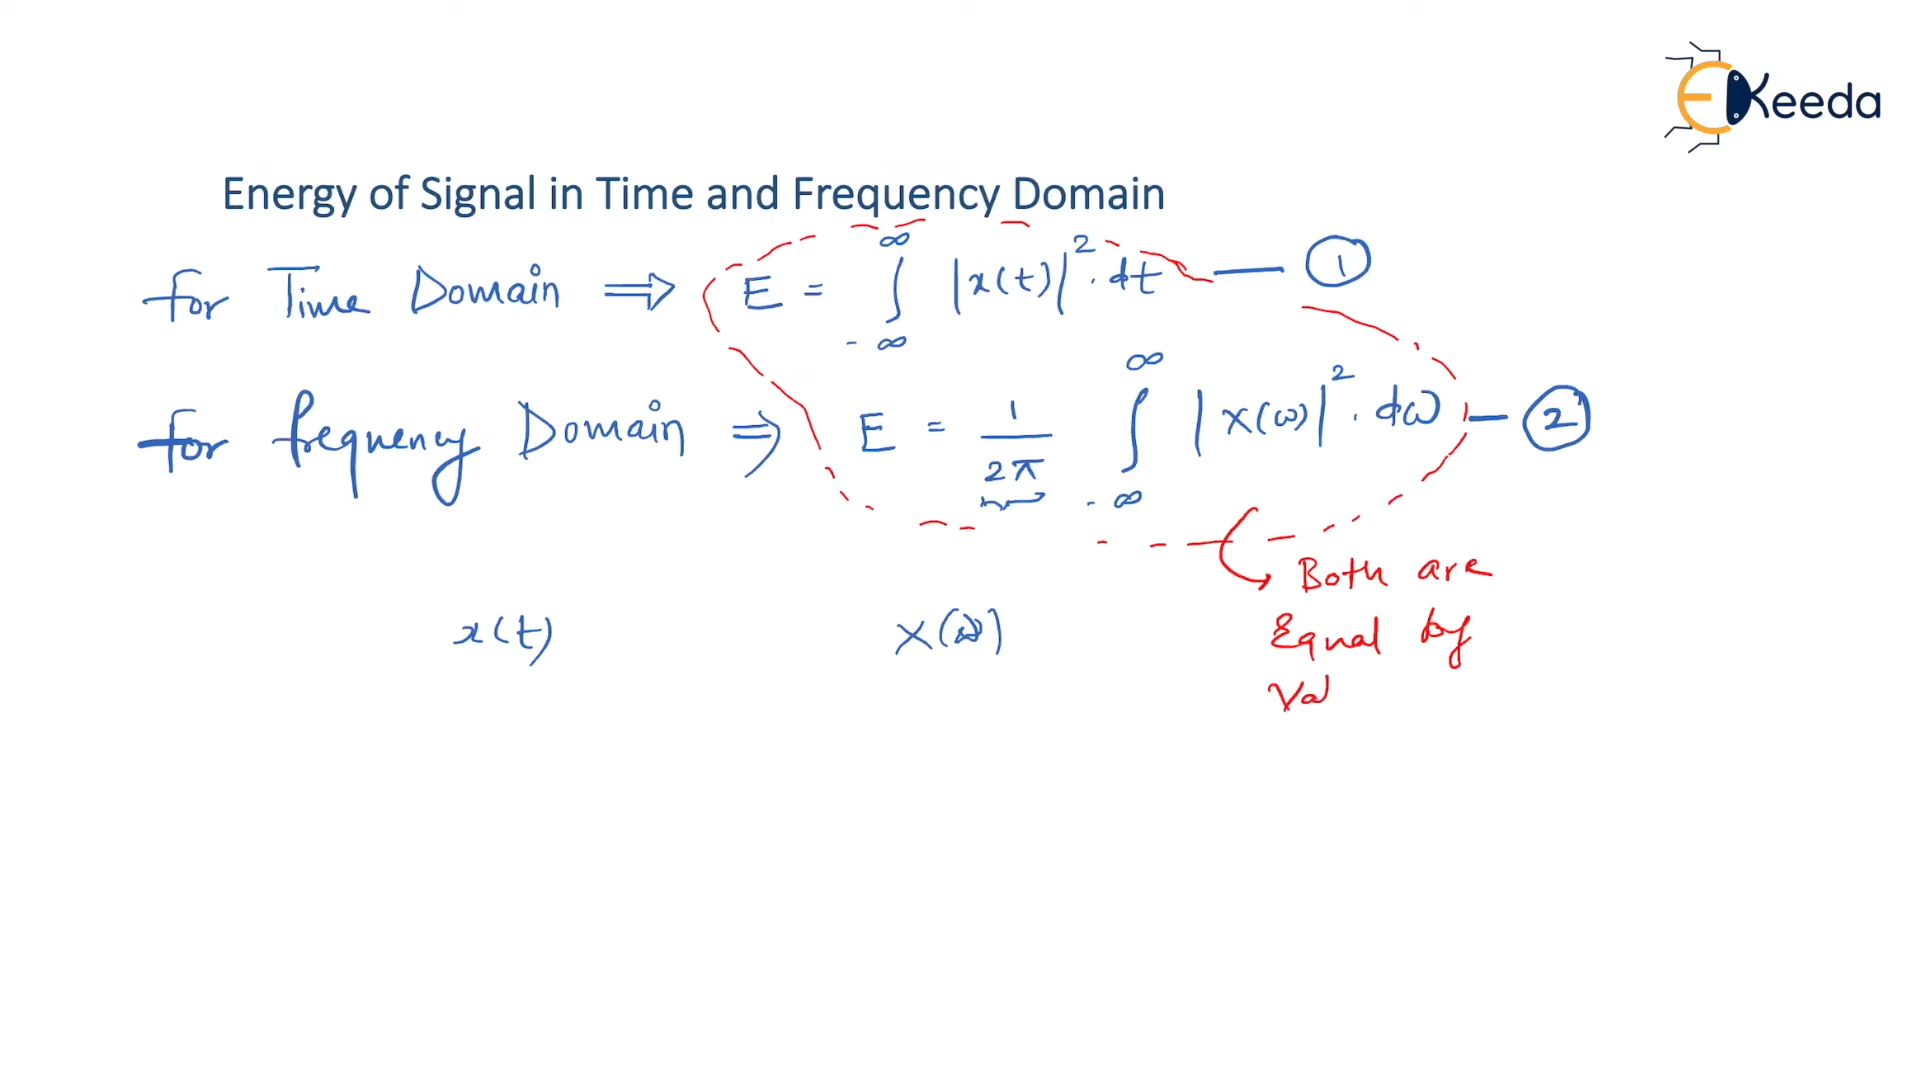 EKeeda
Energy of Signal in Time and Frequency Domain
for Time Domain ⇒ E = ∫_{-∞}^{∞} |x(t)|². dt — ①
for frequency Domain ⇒ E = 1/2π ∫_{-∞}^{∞} |X(ω)|². dω — ②
Both are
x(t) X(ω) Equal by
Val